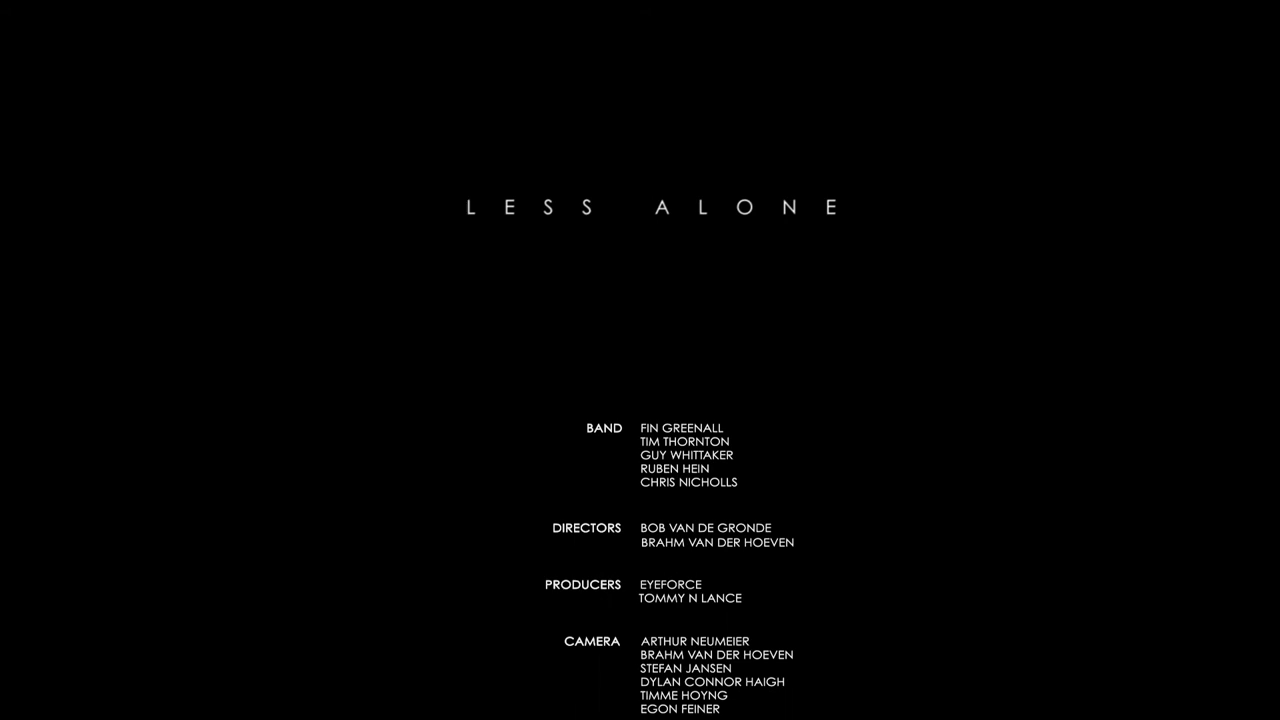 LESS ALONE
BAND FIN GREENALL
TIM THORNTON
GUY WHITTAKER
RUBEN HEIN
CHRIS NICHOLLS
DIRECTORS BOB VAN DE GRONDE
BRAHM VAN DER HOEVEN
PRODUCERS EYEFORCE
TOMMY N LANCE
CAMERA ARTHUR NEUMEIER
BRAHM VAN DER HOEVEN
STEFAN JANSEN
DYLAN CONNOR HAIGH
TIMME HOYNG
EGON FEINER